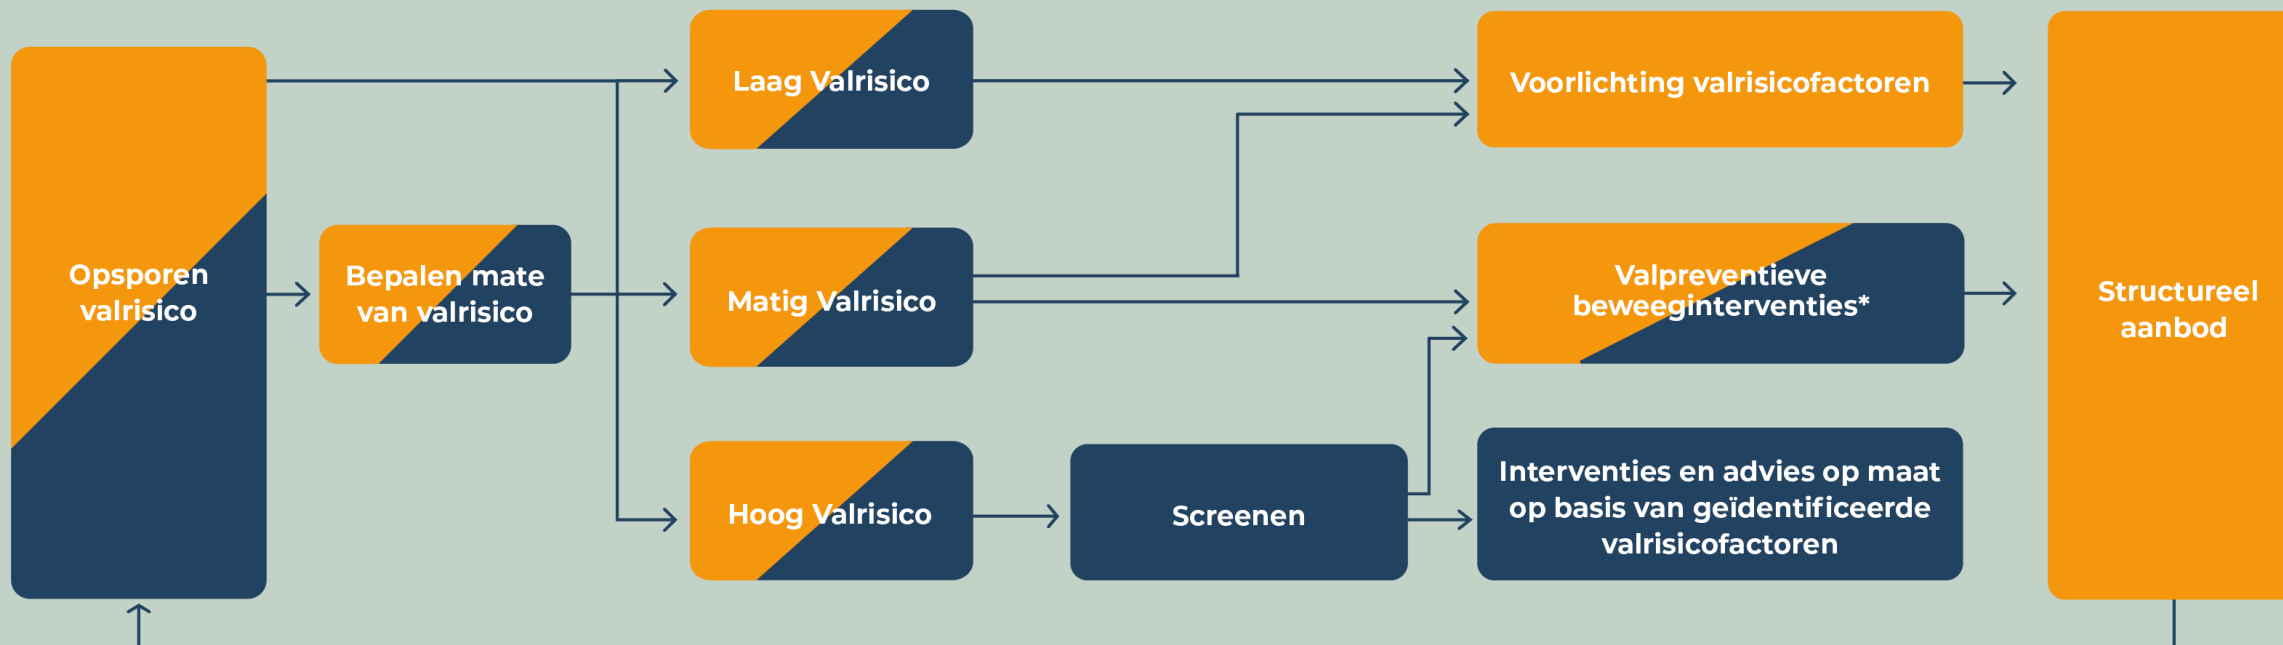 Opsporen
valrisico
Bepalen mate
van valrisico
Laag Valrisico
Matig Valrisico
Hoog Valrisico
Screenen
Voorlichting valrisicofactoren
Valpreventieve
beweeginterventies*
Interventies en advies op maat
op basis van geïdentificeerde
valrisicofactoren
Structureel
aanbod